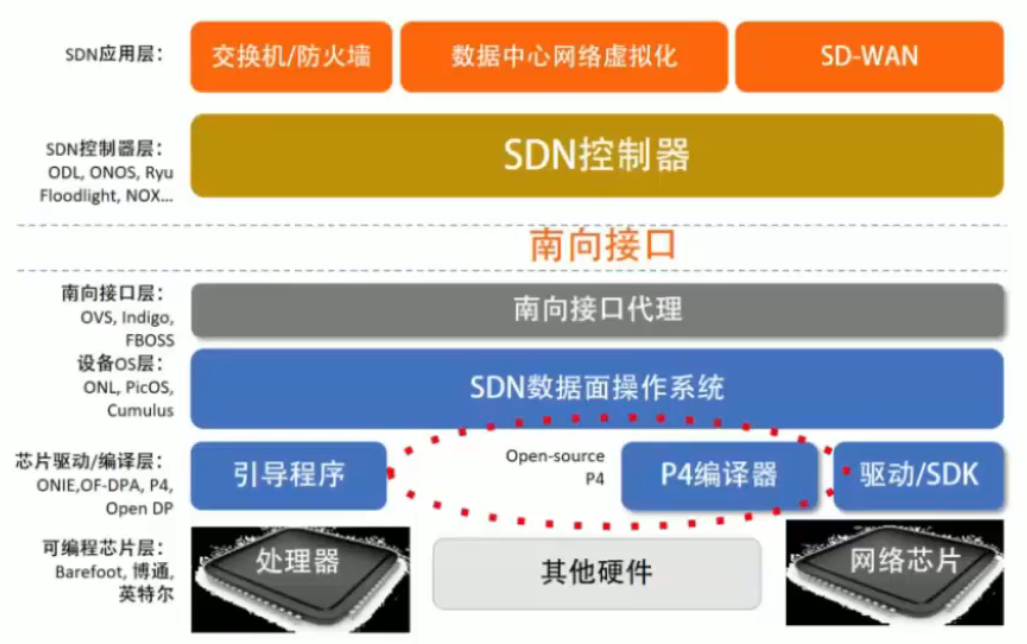 SDN应用层：
交换机/防火墙
数据中心网络虚拟化
SD-WAN
SDN控制器层：
ODL, ONOS, Ryu
Floodlight, NOX...
SDN控制器
南向接口
南向接口层：
OVS, Indigo,
FBOSS
南向接口代理
设备OS层：
ONL, PicOS,
Cumulus
SDN数据面操作系统
芯片驱动/编译层：
ONIE,OF-DPA, P4,
Open DP
引导程序
Open-source
P4
P4编译器
驱动/SDK
可编程芯片层：
Barefoot, 博通,
英特尔
处理器
其他硬件
网络芯片